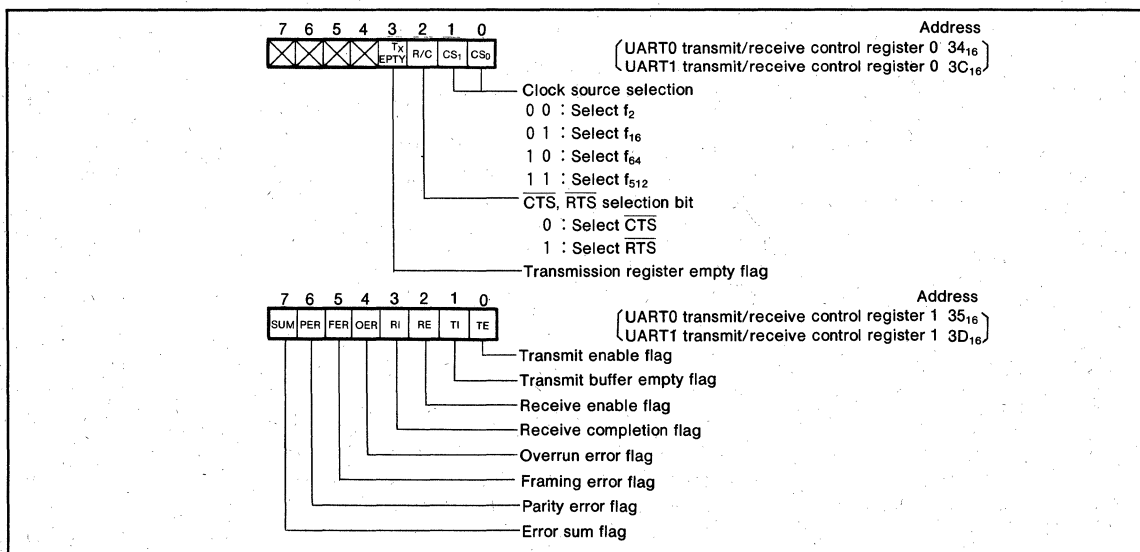 7 6 5 4 3 2 1 0
Address
TX EPTY R/C CS₁ CS₀
UART0 transmit/receive control register 0 34₁₆
UART1 transmit/receive control register 0 3C₁₆
Clock source selection
0 0 : Select f₂
0 1 : Select f₁₆
1 0 : Select f₆₄
1 1 : Select f₅₁₂
C̅T̅S̅, R̅T̅S̅ selection bit
0 : Select C̅T̅S̅
1 : Select R̅T̅S̅
Transmission register empty flag
7 6 5 4 3 2 1 0
Address
SUM PER FER OER RI RE TI TE
UART0 transmit/receive control register 1 35₁₆
UART1 transmit/receive control register 1 3D₁₆
Transmit enable flag
Transmit buffer empty flag
Receive enable flag
Receive completion flag
Overrun error flag
Framing error flag
Parity error flag
Error sum flag